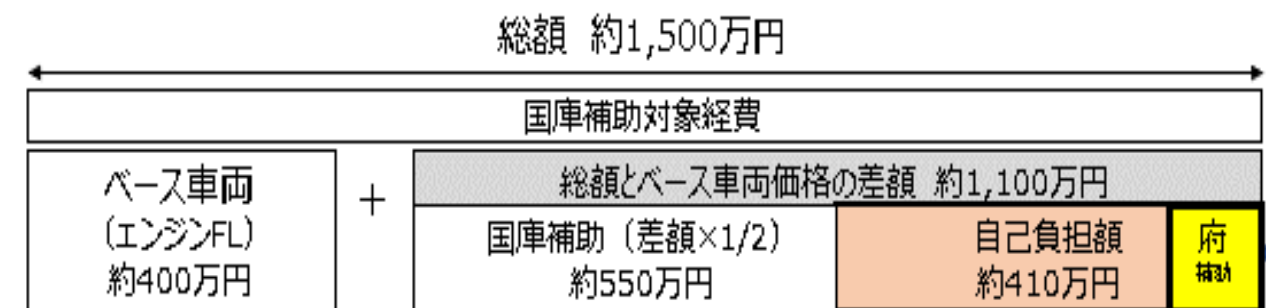 総額 約1,500万円
国庫補助対象経費
ベース車両
(エンジンFL)
約400万円
+
総額とベース車両価格の差額 約1,100万円
国庫補助（差額×1/2）
約550万円
自己負担額
約410万円
府
補助